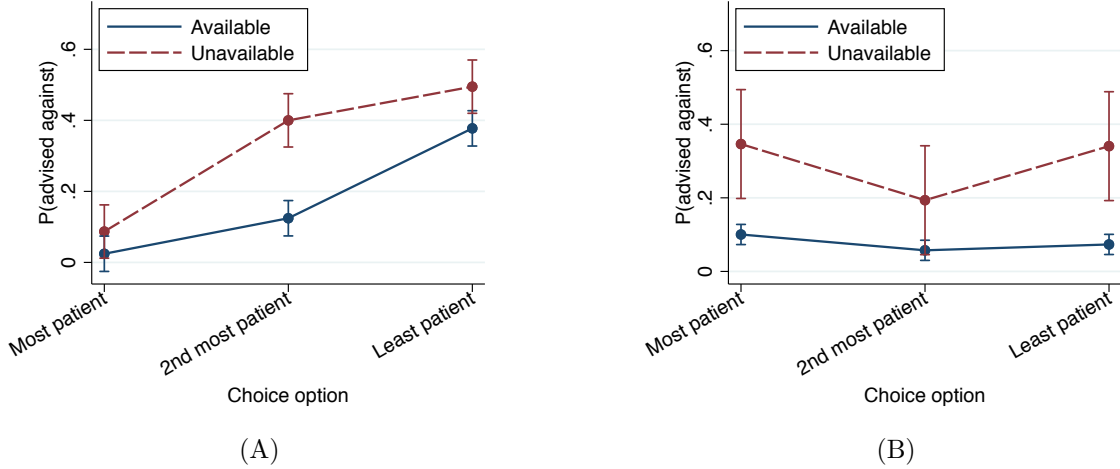 Available
Unavailable
P(advised against)
.6
.4
.2
0
Most patient
2nd most patient
Least patient
Choice option
(A)
Available
Unavailable
P(advised against)
.6
.4
.2
0
Most patient
2nd most patient
Least patient
Choice option
(B)